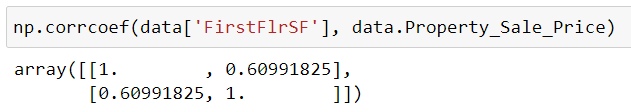 np.corrcoef(data['FirstFlrSF'], data.Property_Sale_Price)
array([[1.        , 0.60991825],
       [0.60991825, 1.        ]])